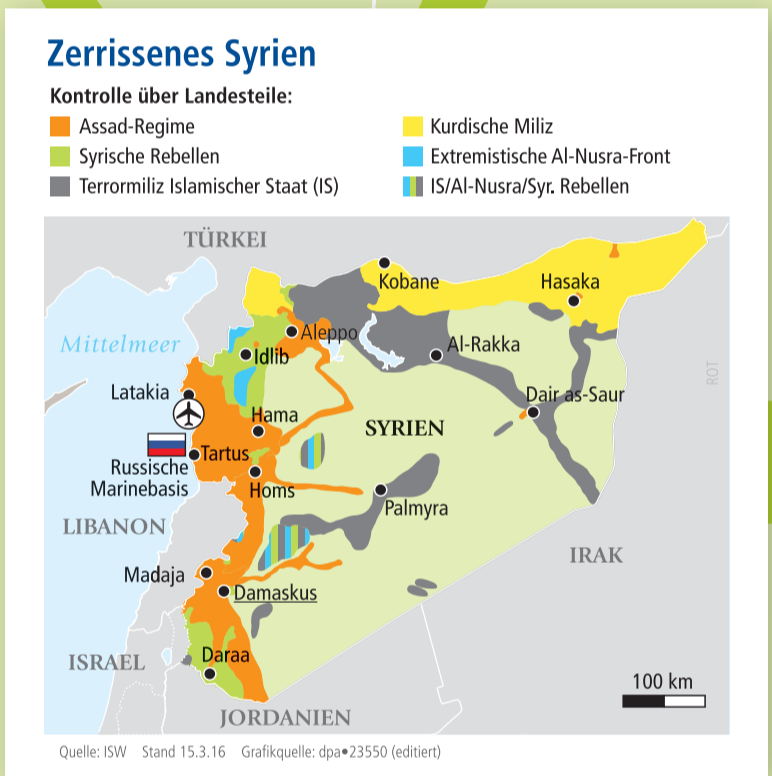 Zerrissenes Syrien
Kontrolle über Landesteile:
Assad-Regime
Syrische Rebellen
Terrormiliz Islamischer Staat (IS)
Kurdische Miliz
Extremistische Al-Nusra-Front
IS/Al-Nusra/Syr. Rebellen
TÜRKEI
Kobane
Hasaka
Mittelmeer
Aleppo
Idlib
Al-Rakka
ROT
Latakia
Dair as-Saur
Hama
SYRIEN
Tartus
Russische
Marinebasis
Homs
Palmyra
LIBANON
IRAK
Madaja
Damaskus
ISRAEL
Daraa
100 km
JORDANIEN
Quelle: ISW Stand 15.3.16 Grafikquelle: dpa•23550 (editiert)